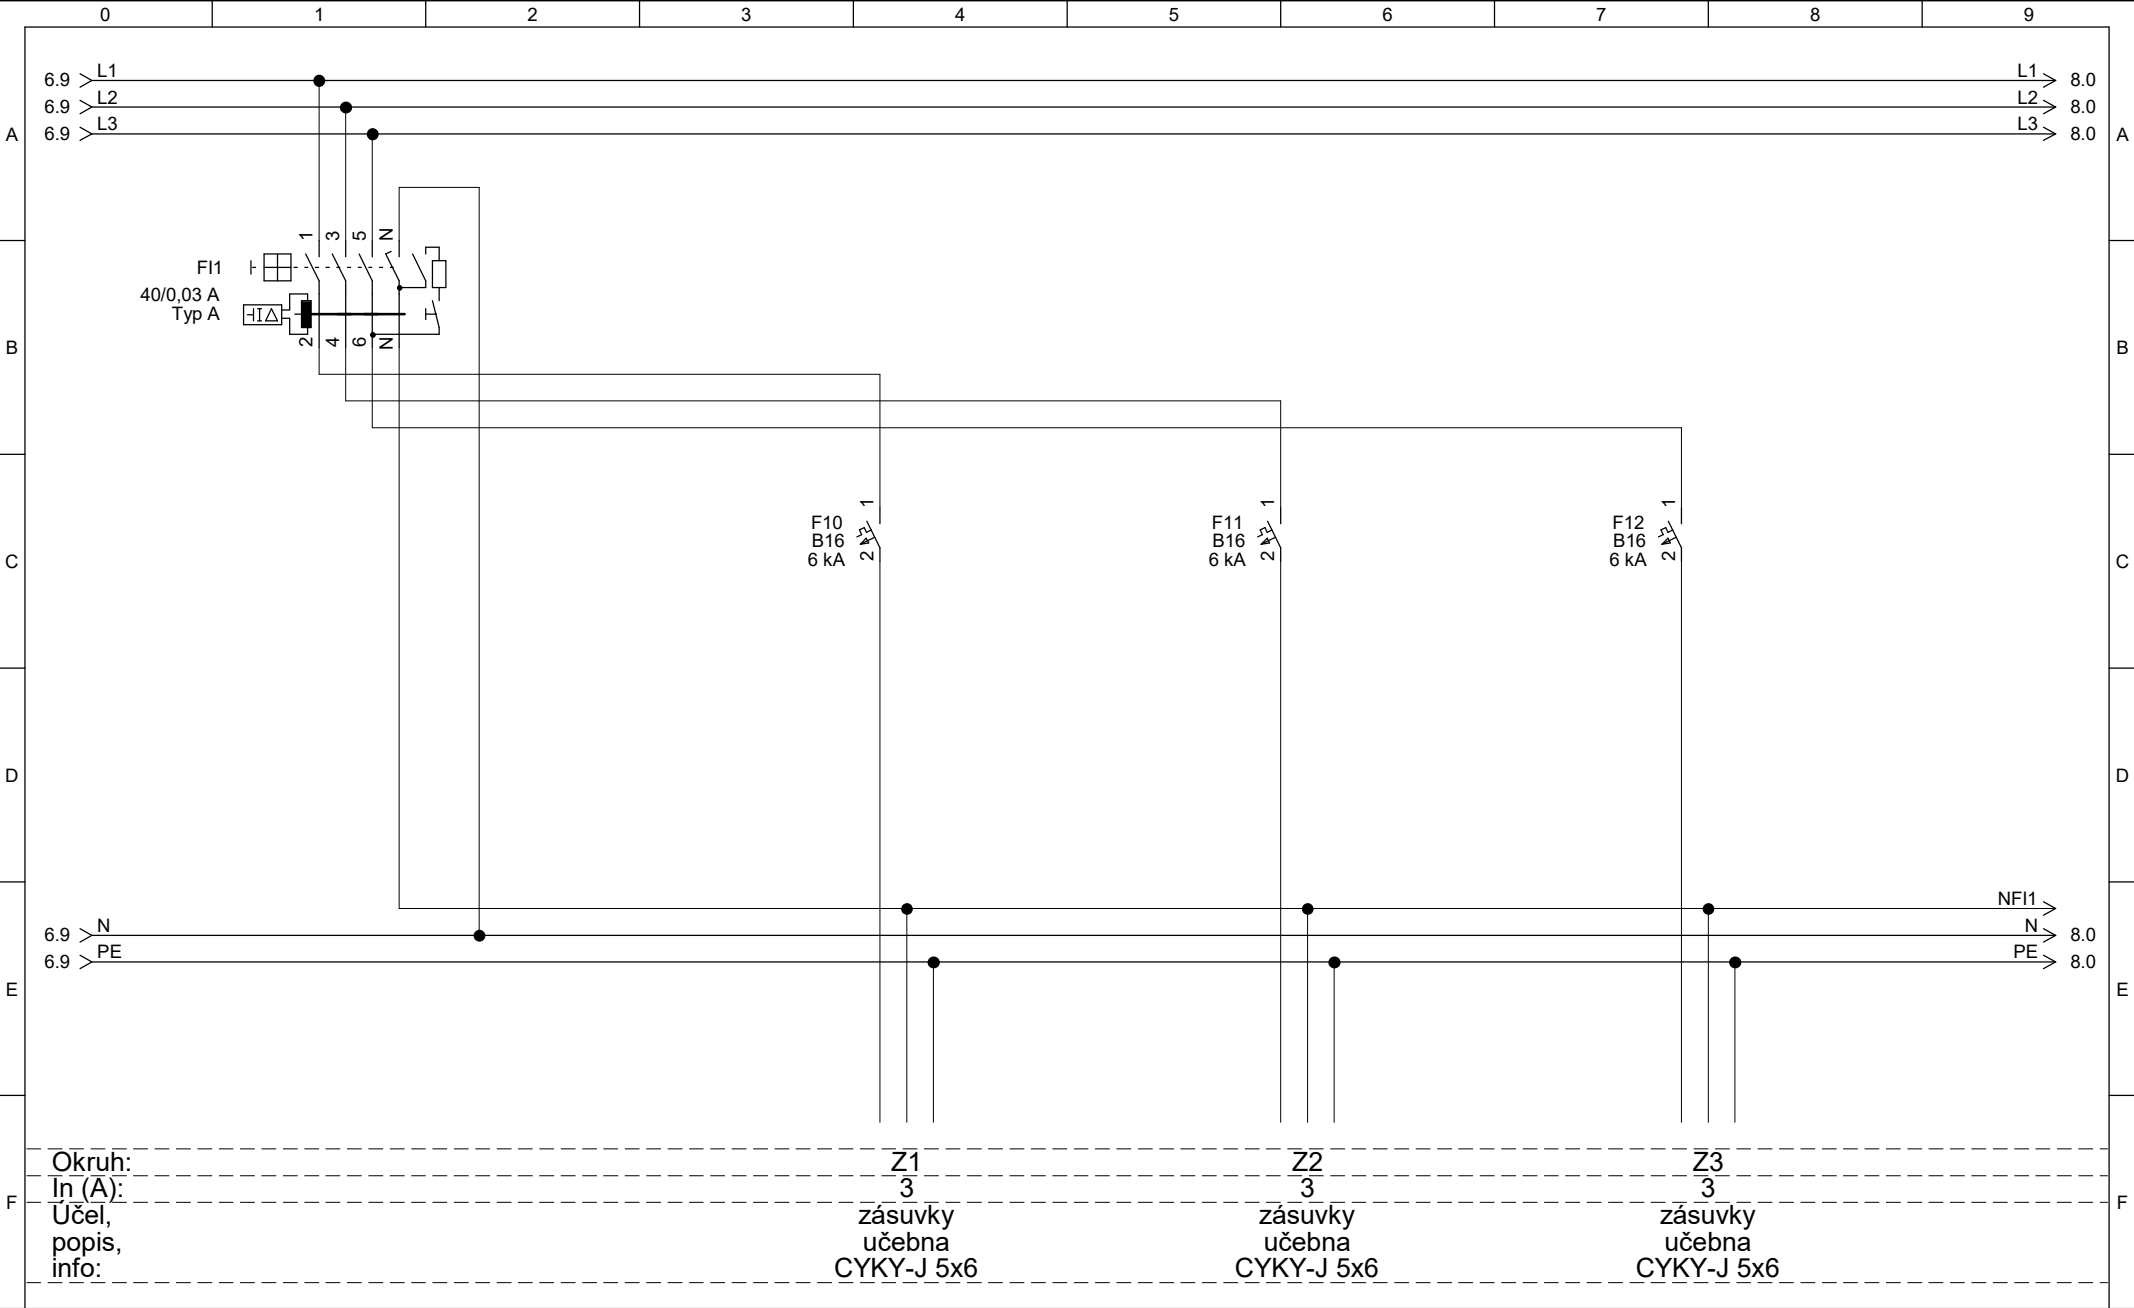 0 1 2 3 4 5 6 7 8 9
6.9 L1 L1 8.0
6.9 L2 L2 8.0
A 6.9 L3 L3 8.0 A
1 3 5 N
FI1
40/0,03 A
Typ A
2 4 6 N
B B
1 1 1
F10 F11 F12
B16 B16 B16
6 kA 6 kA 6 kA
2 2 2
C C
D D
NFI1
6.9 N N 8.0
6.9 PE PE 8.0
E E
Okruh: Z1 Z2 Z3
In (A): 3 3 3
F F
Účel, zásuvky zásuvky zásuvky
popis, učebna učebna učebna
info: CYKY-J 5x6 CYKY-J 5x6 CYKY-J 5x6